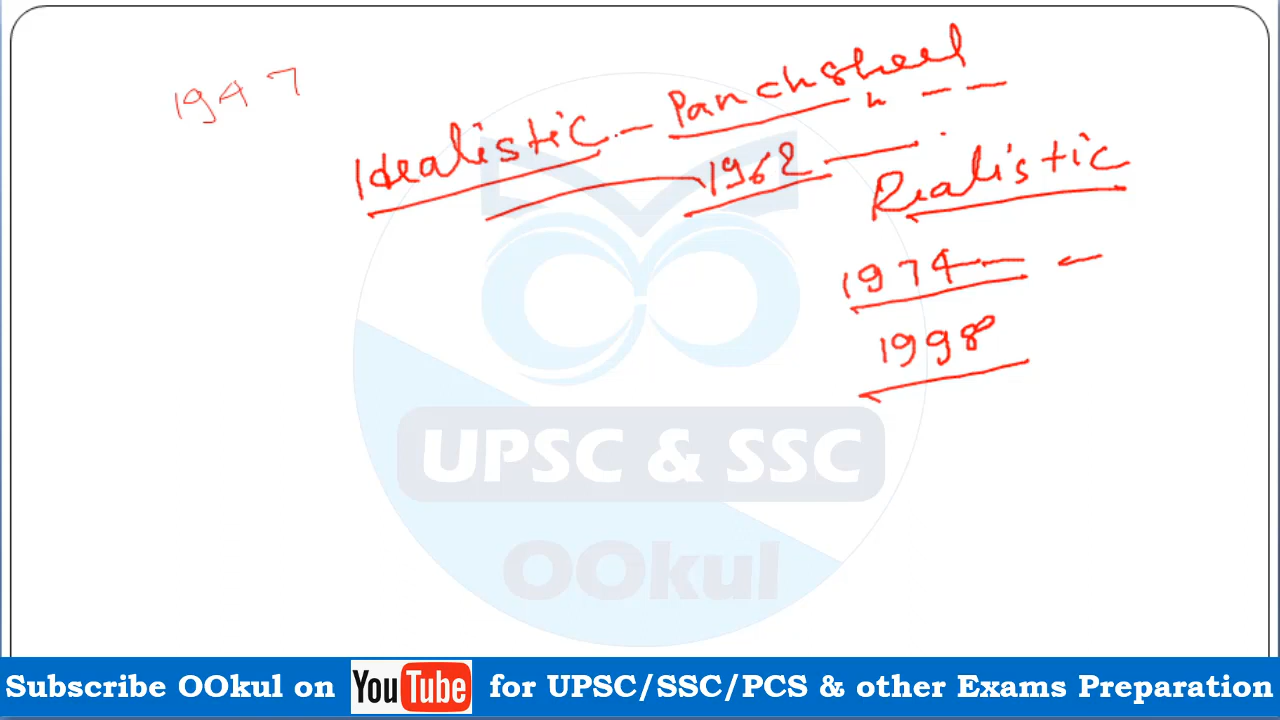 1947
Idealistic - Panchsheel
1962
Realistic
1974
1998
UPSC & SSC
OOkul
Subscribe OOkul on YouTube for UPSC/SSC/PCS & other Exams Preparation